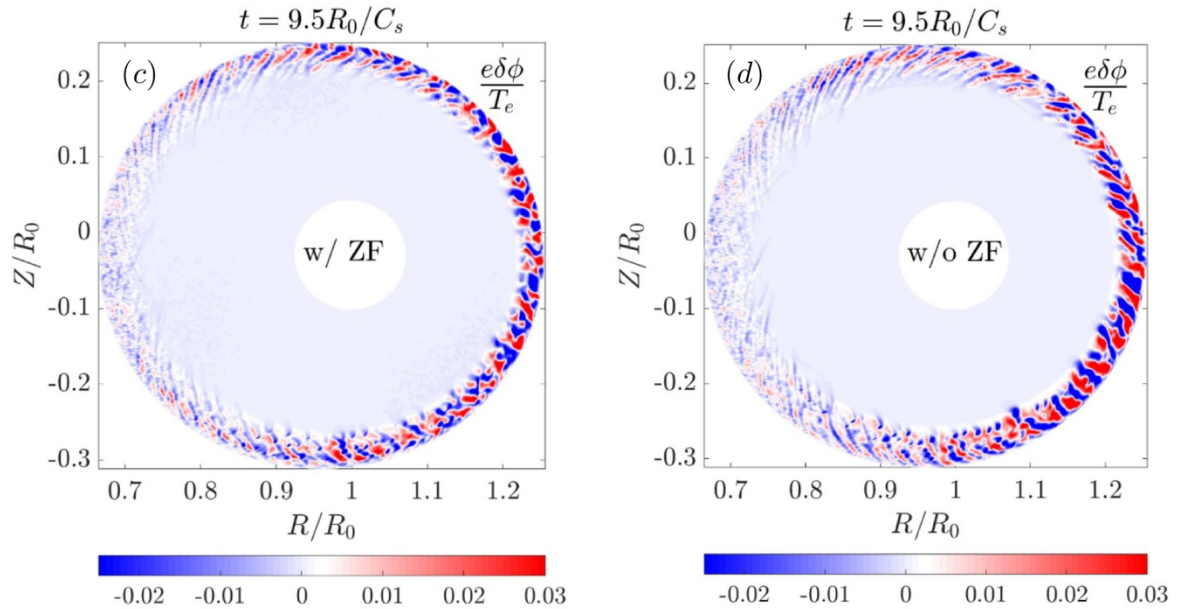 t = 9.5R₀/Cₛ
(c)
eδϕ
Tₑ
w/ ZF
Z/R₀
0.2
0.1
0
-0.1
-0.2
-0.3
0.7 0.8 0.9 1 1.1 1.2
R/R₀
-0.02 -0.01 0 0.01 0.02 0.03
t = 9.5R₀/Cₛ
(d)
eδϕ
Tₑ
w/o ZF
Z/R₀
0.2
0.1
0
-0.1
-0.2
-0.3
0.7 0.8 0.9 1 1.1 1.2
R/R₀
-0.02 -0.01 0 0.01 0.02 0.03